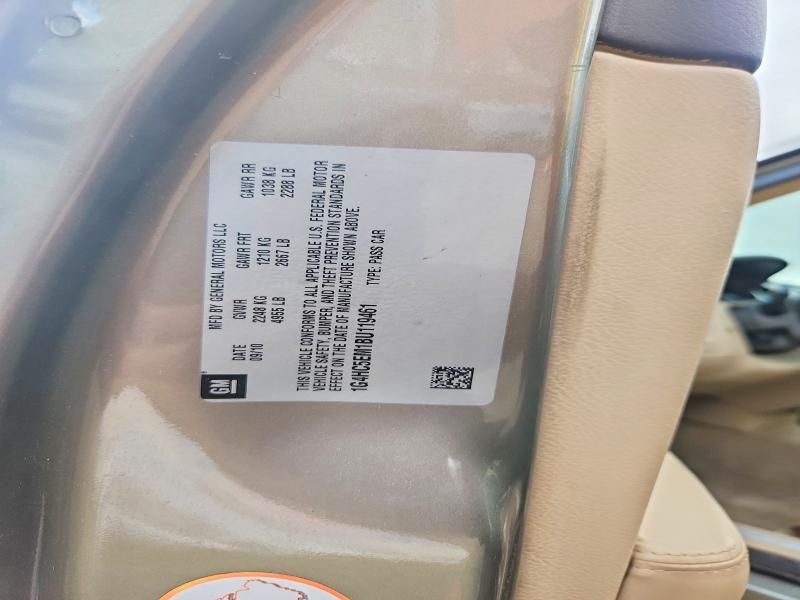 GM
MFD BY GENERAL MOTORS LLC
DATE GVWR GAWR FRT GAWR RR
09/10 2248 KG 1210 KG 1038 KG
4955 LB 2667 LB 2288 LB
THIS VEHICLE CONFORMS TO ALL APPLICABLE U.S. FEDERAL MOTOR
VEHICLE SAFETY, BUMPER, AND THEFT PREVENTION STANDARDS IN
EFFECT ON THE DATE OF MANUFACTURE SHOWN ABOVE.
1G4HC5EM1BU119461 TYPE: PASS CAR